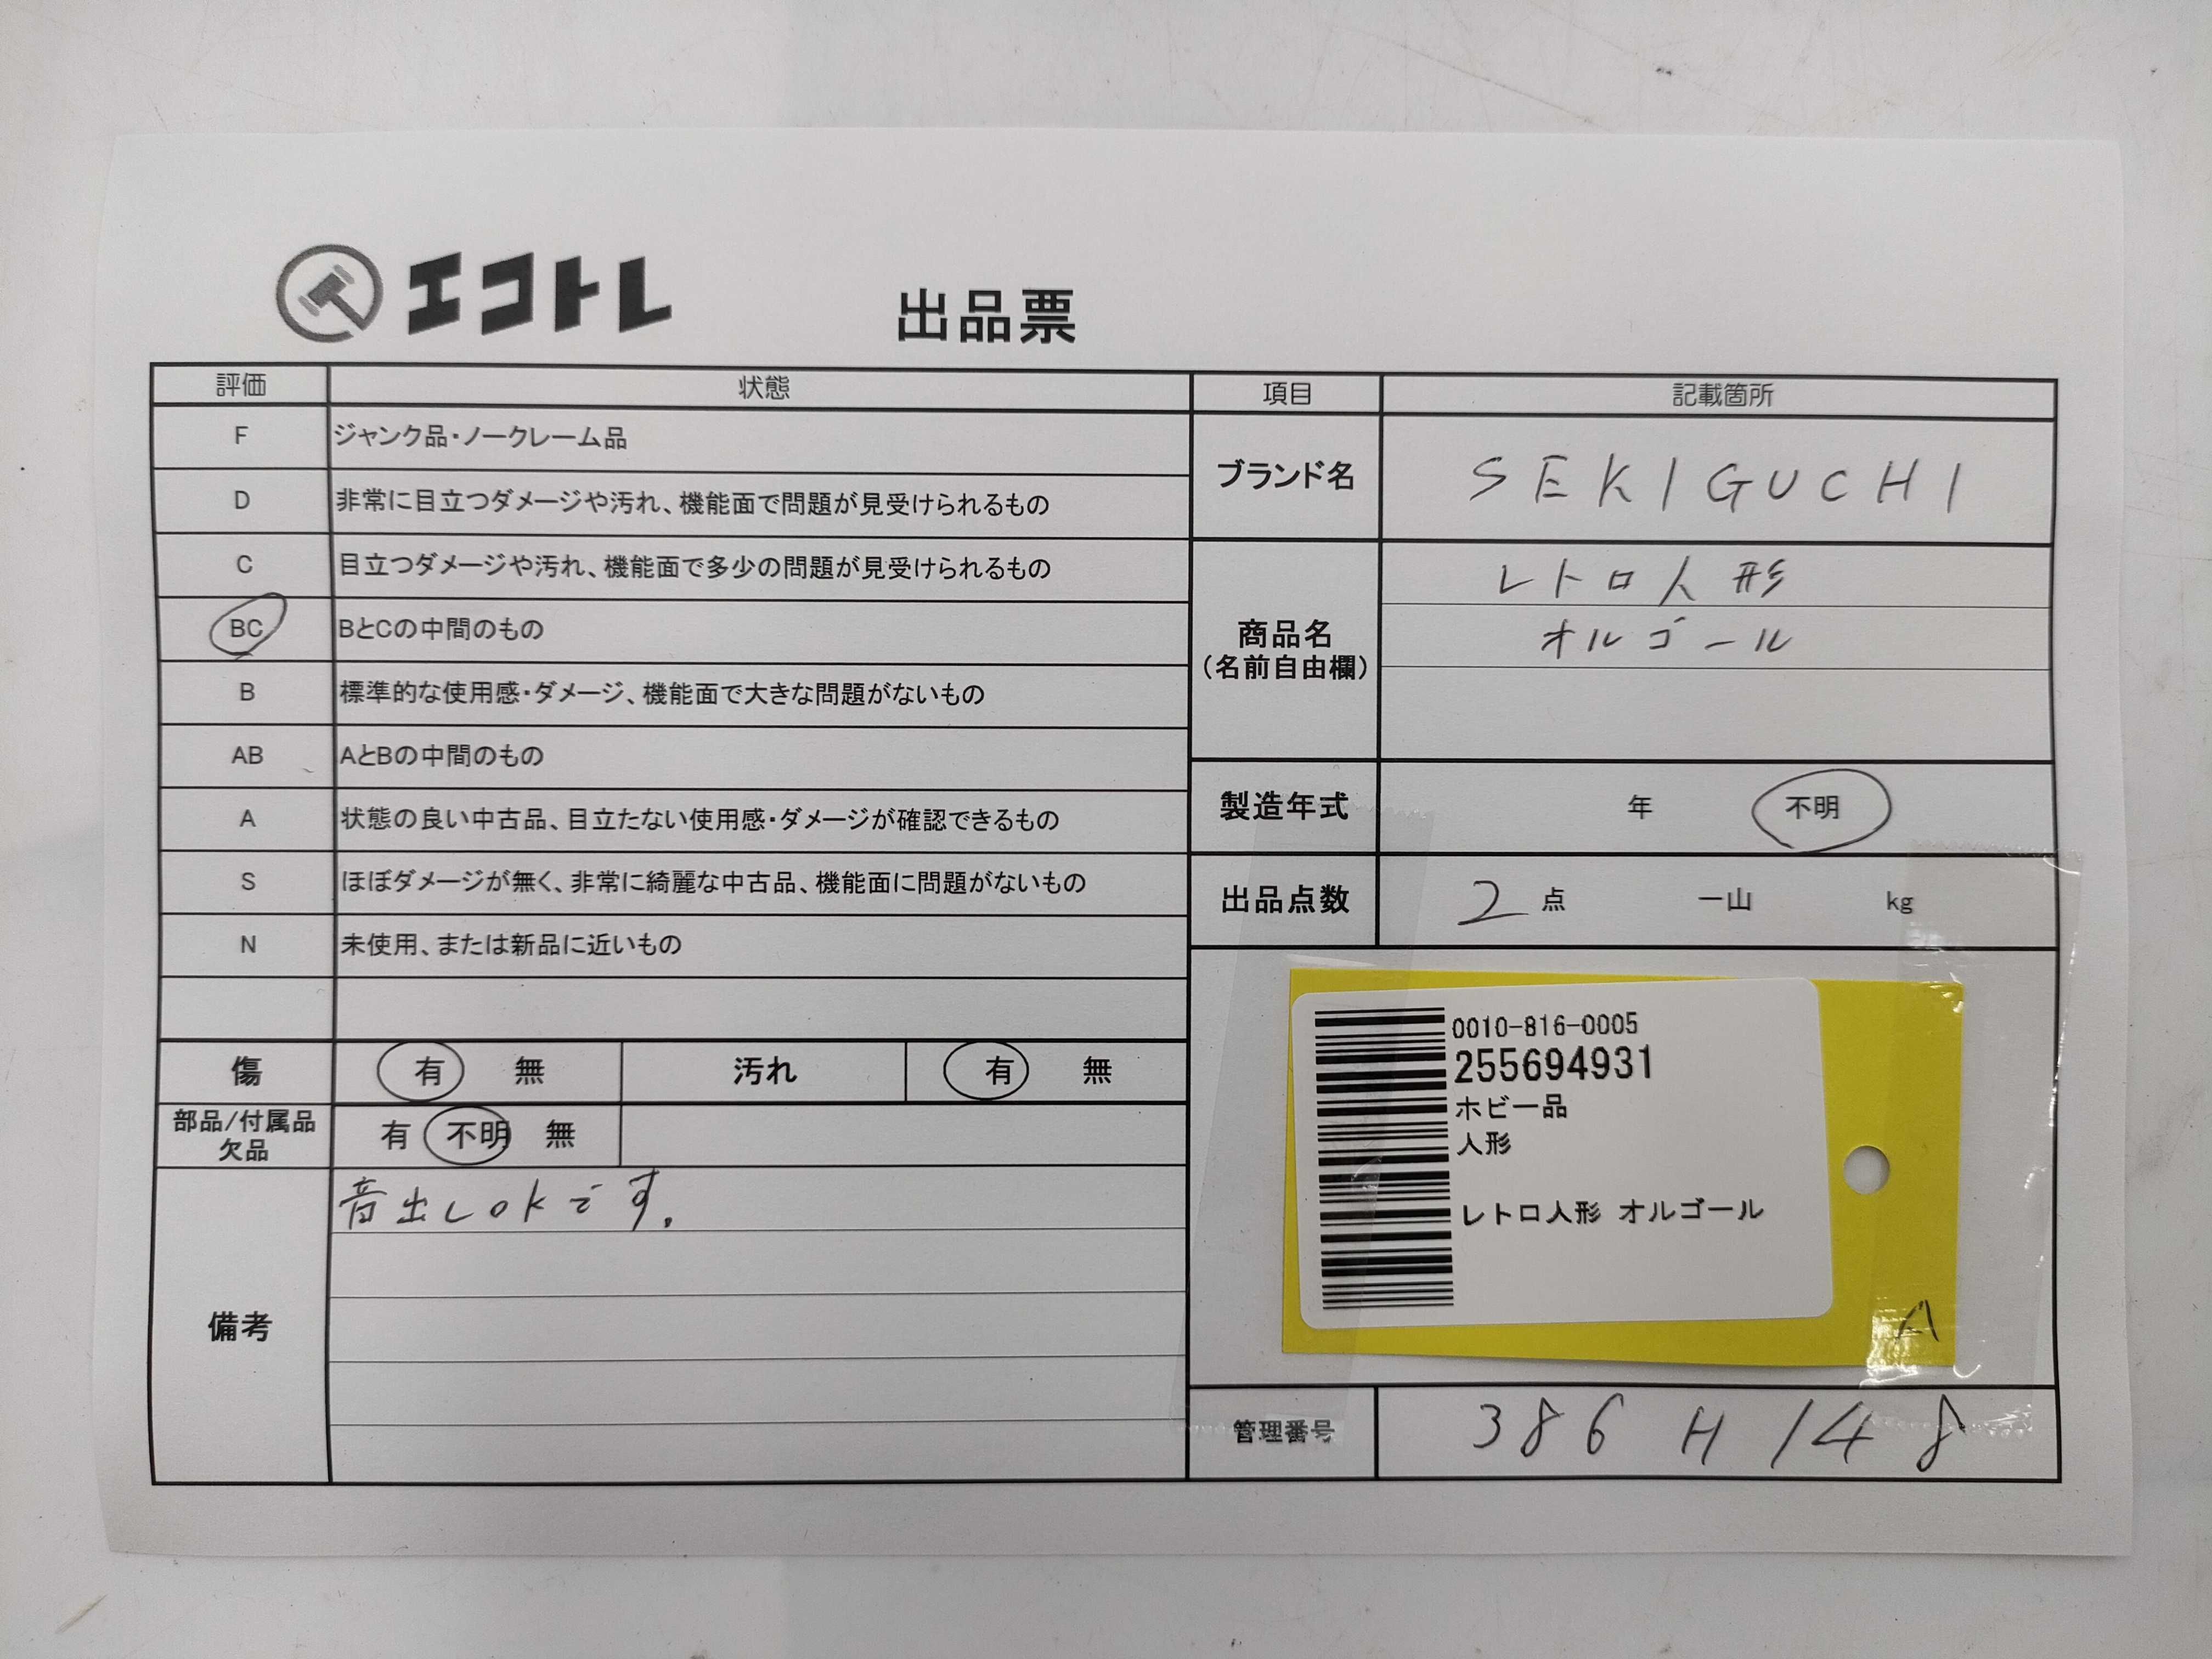 エコトレ
出品票
評価 状態
F ジャンク品・ノークレーム品
D 非常に目立つダメージや汚れ、機能面で問題が見受けられるもの
C 目立つダメージや汚れ、機能面で多少の問題が見受けられるもの
BC BとCの中間のもの
B 標準的な使用感・ダメージ、機能面で大きな問題がないもの
AB AとBの中間のもの
A 状態の良い中古品、目立たない使用感・ダメージが確認できるもの
S ほぼダメージが無く、非常に綺麗な中古品、機能面に問題がないもの
N 未使用、または新品に近いもの
傷 有 無 汚れ 有 無
部品/付属品
欠品 有 不明 無
備考 音出しOKです。
項目 記載箇所
ブランド名 SEKIGUCHI
商品名
(名前自由欄)
レトロ人形
オルゴール
製造年式 年 不明
出品点数 2 点 一山 kg
0010-816-0005
255694931
ホビー品
人形
レトロ人形 オルゴール
A
管理番号 386 H 148